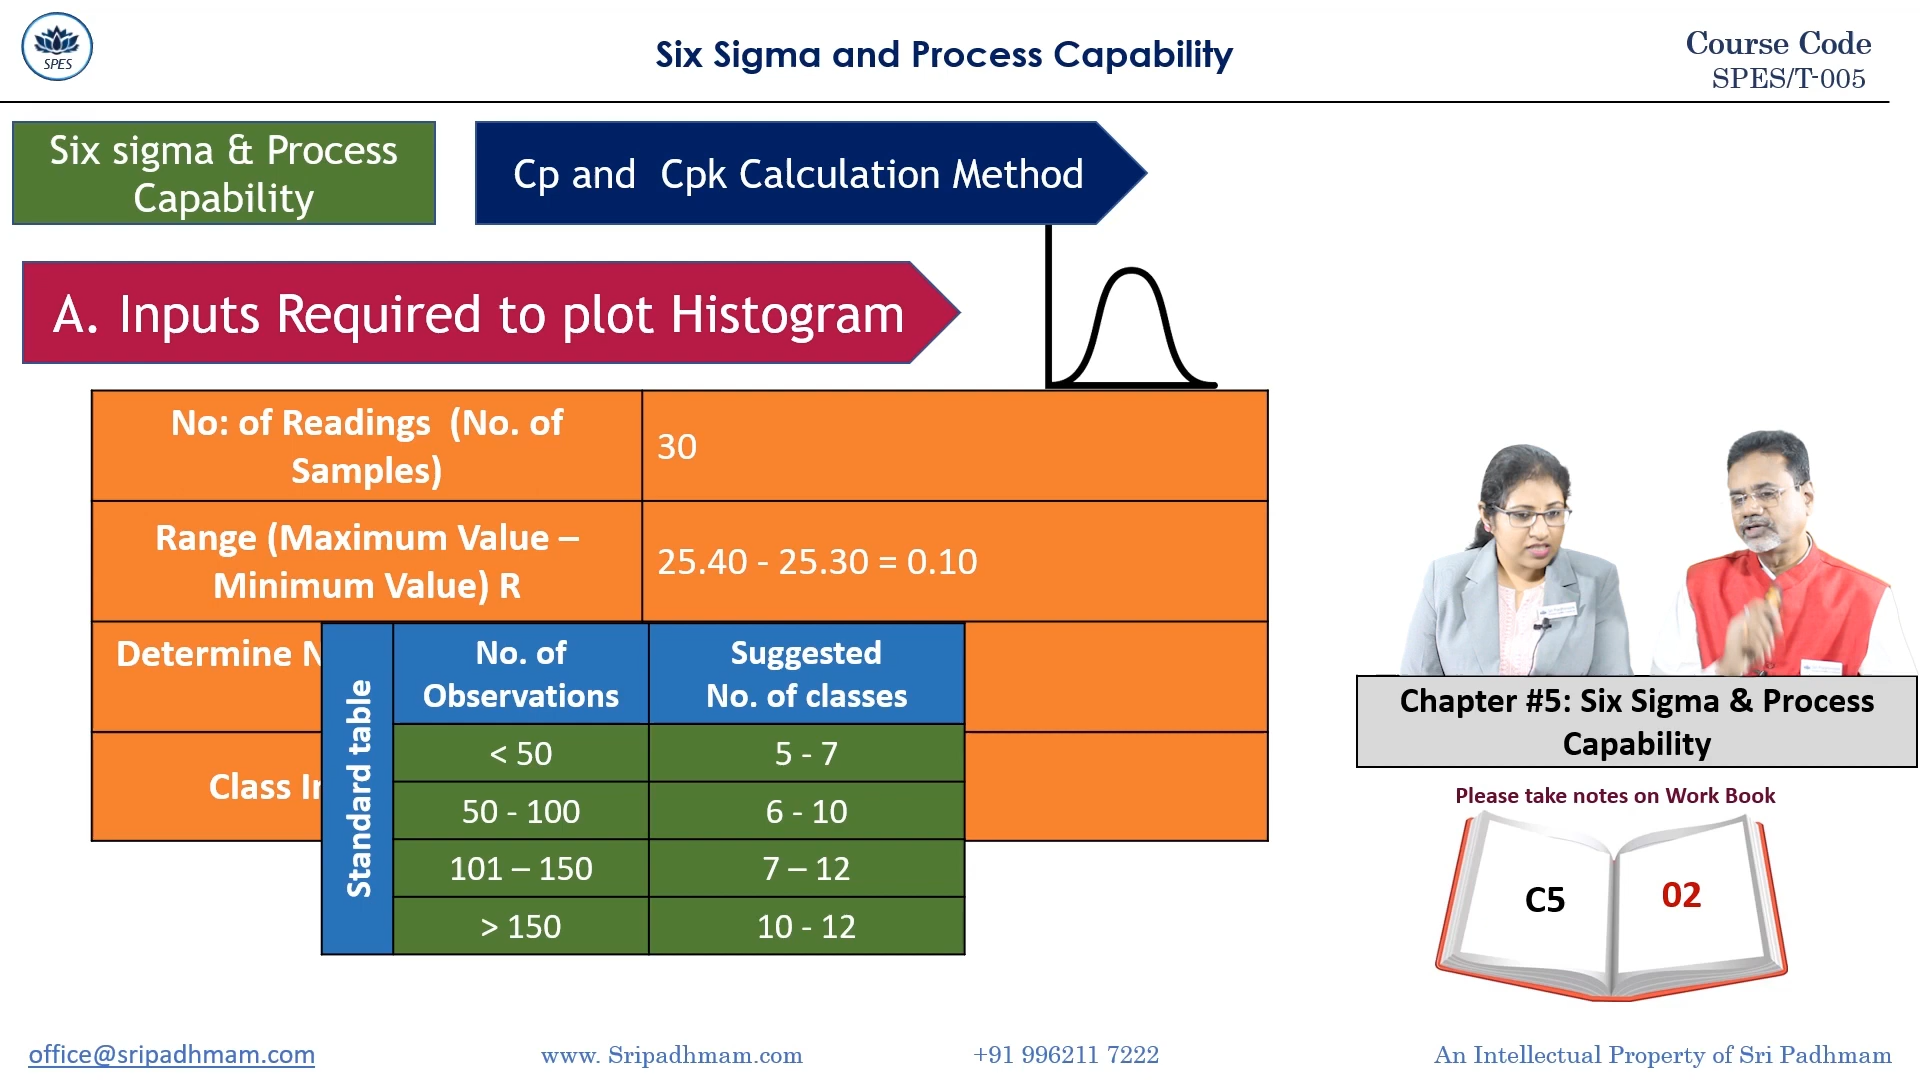 SPES
Six Sigma and Process Capability
Course Code
SPES/T-005
Six sigma & Process
Capability
Cp and Cpk Calculation Method
A. Inputs Required to plot Histogram
No: of Readings (No. of
Samples)
30
Range (Maximum Value –
Minimum Value) R
25.40 - 25.30 = 0.10
Determine
Class
Standard table
No. of
Observations
Suggested
No. of classes
< 50
5 - 7
50 - 100
6 - 10
101 – 150
7 – 12
> 150
10 - 12
Chapter #5: Six Sigma & Process
Capability
Please take notes on Work Book
C5
02
office@sripadhmam.com
www. Sripadhmam.com
+91 996211 7222
An Intellectual Property of Sri Padhmam